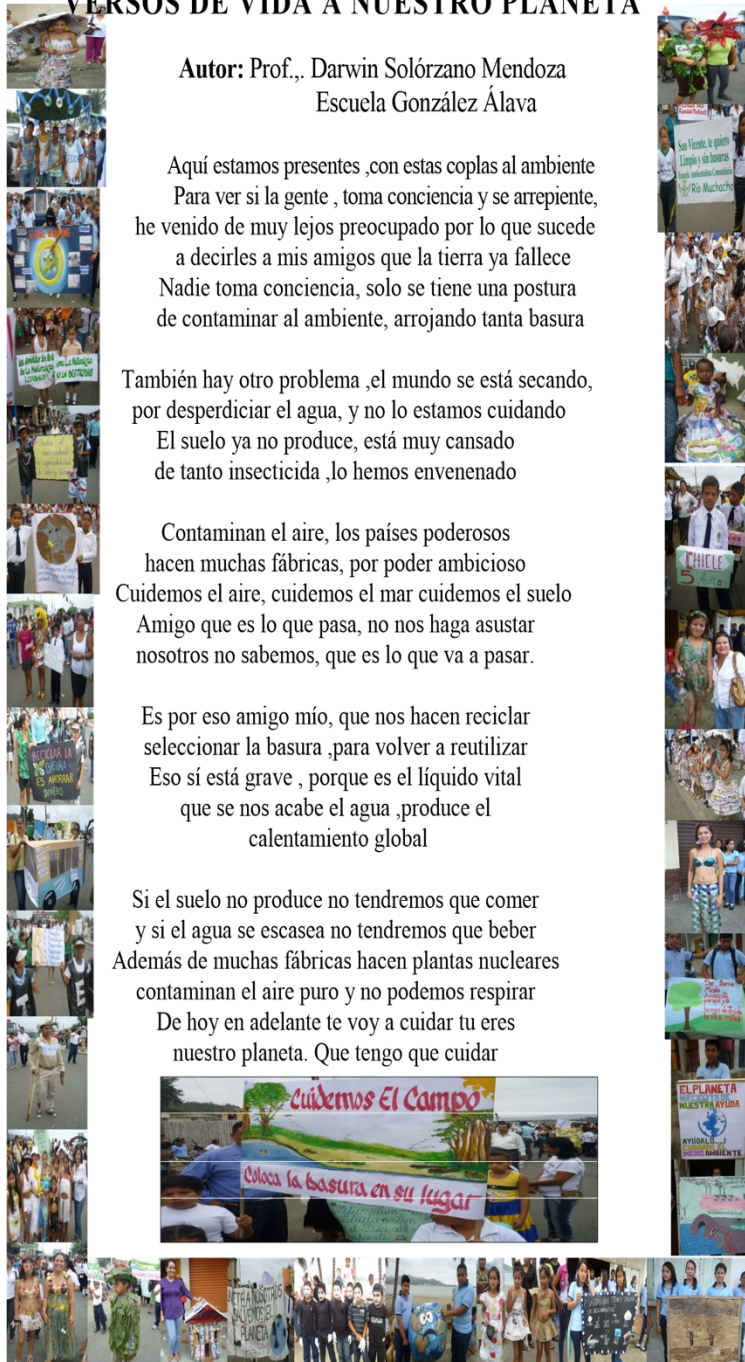 VERSOS DE VIDA A NUESTRO PLANETA
Autor: Prof.,. Darwin Solórzano Mendoza
Escuela González Álava
Aquí estamos presentes ,con estas coplas al ambiente
Para ver si la gente , toma conciencia y se arrepiente,
he venido de muy lejos preocupado por lo que sucede
a decirles a mis amigos que la tierra ya fallece
Nadie toma conciencia, solo se tiene una postura
de contaminar al ambiente, arrojando tanta basura
También hay otro problema ,el mundo se está secando,
por desperdiciar el agua, y no lo estamos cuidando
El suelo ya no produce, está muy cansado
de tanto insecticida ,lo hemos envenenado
Contaminan el aire, los países poderosos
hacen muchas fábricas, por poder ambicioso
Cuidemos el aire, cuidemos el mar cuidemos el suelo
Amigo que es lo que pasa, no nos haga asustar
nosotros no sabemos, que es lo que va a pasar.
Es por eso amigo mío, que nos hacen reciclar
seleccionar la basura ,para volver a reutilizar
Eso sí está grave , porque es el líquido vital
que se nos acabe el agua ,produce el
calentamiento global
Si el suelo no produce no tendremos que comer
y si el agua se escasea no tendremos que beber
Además de muchas fábricas hacen plantas nucleares
contaminan el aire puro y no podemos respirar
De hoy en adelante te voy a cuidar tu eres
nuestro planeta. Que tengo que cuidar
Cuidemos El Campo
Coloca la basura en su lugar
San Vicente, te quiero
Limpio y sin basuras
Río Muchacho
CHICLE
5
RECICLAR LA
BASURA
ES AHORRAR
DINERO
EL PLANETA
NECESITA DE
NUESTRA AYUDA
AYÚDALO....!
CUIDANDO EL
MEDIO AMBIENTE